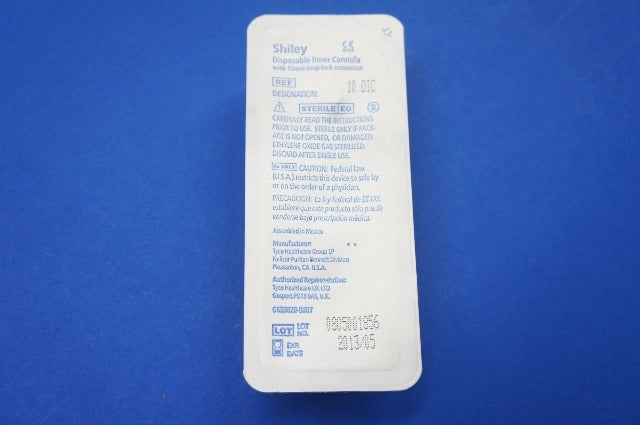 Shiley
Disposable Inner Cannula
with 15mm snap-lock connector
REF
DESIGNATION: 10 DIC
STERILE EO 2
CAREFULLY READ THE INSTRUCTIONS
PRIOR TO USE. STERILE ONLY IF PACK-
AGE IS NOT OPENED, OR DAMAGED.
ETHYLENE OXIDE GAS STERILIZED.
DISCARD AFTER SINGLE USE.
Rx ONLY CAUTION: Federal law
(U.S.A.) restricts this device to sale by
or on the order of a physician.
PRECAUCION: La ley federal de EE.UU.
establece que este producto sólo puede
venderse bajo prescripción médica.
Assembled in Mexico
Manufacturer:
Tyco Healthcare Group LP
Nellcor Puritan Bennett Division
Pleasanton, CA U.S.A.
Authorized Representative:
Tyco Healthcare UK LTD
Gosport PO13 0AS, U.K.
LOT LOT NO. 0805001856
EXP. DATE 2013/05